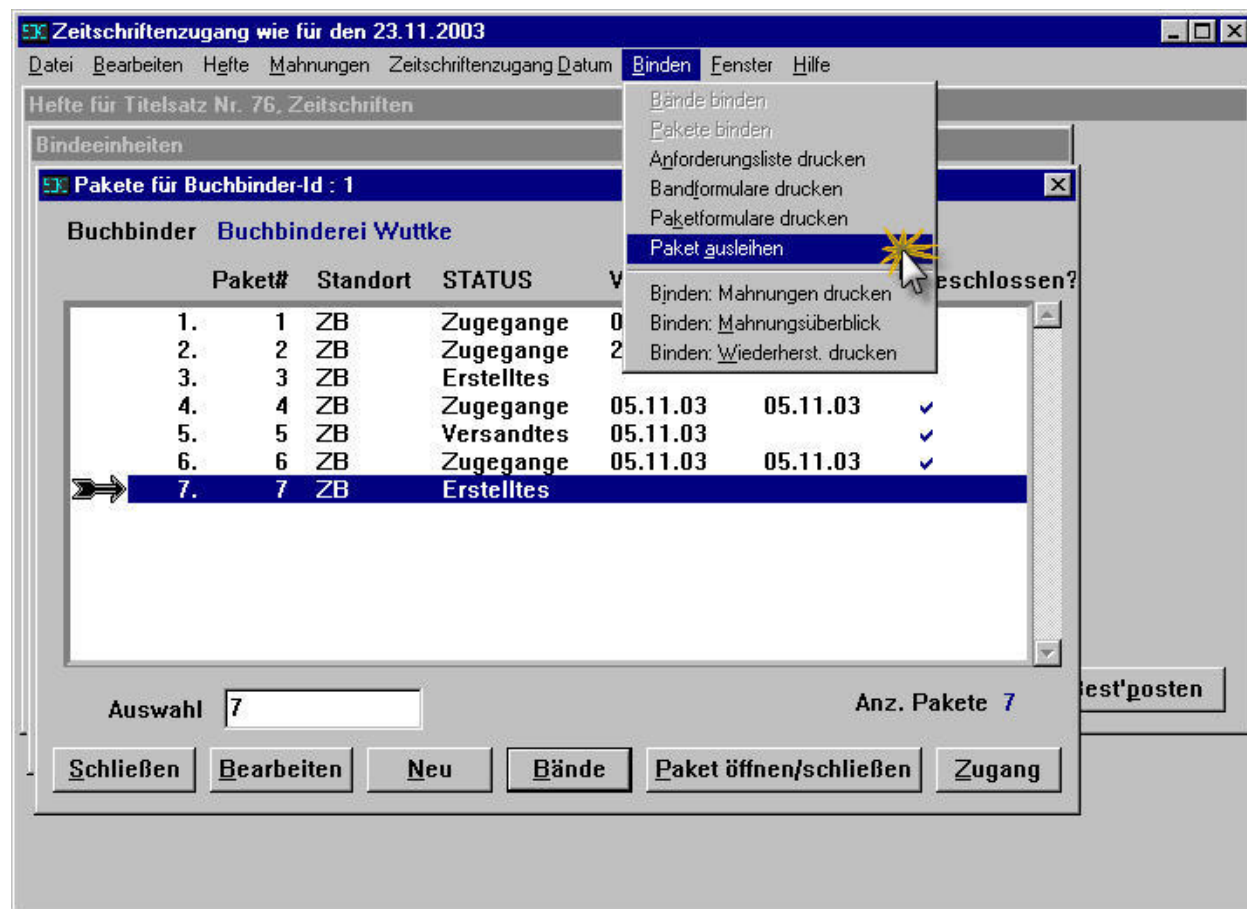 Zeitschriftenzugang wie für den 23.11.2003
Datei Bearbeiten Hefte Mahnungen Zeitschriftenzugang Datum Binden Fenster Hilfe
Hefte für Titelsatz Nr. 76, Zeitschriften
Bindeeinheiten
Bände binden
Pakete binden
Anforderungsliste drucken
Bandformulare drucken
Paketformulare drucken
Paket ausleihen
Binden: Mahnungen drucken
Binden: Mahnungsüberblick
Binden: Wiederherst. drucken
Pakete für Buchbinder-Id : 1
Buchbinder Buchbinderei Wuttke
Paket# Standort STATUS V eschlossen?
1. 1 ZB Zugegange 0
2. 2 ZB Zugegange 2
3. 3 ZB Erstelltes
4. 4 ZB Zugegange 05.11.03 05.11.03 ✓
5. 5 ZB Versandtes 05.11.03 ✓
6. 6 ZB Zugegange 05.11.03 05.11.03 ✓
7. 7 ZB Erstelltes
Auswahl 7 Anz. Pakete 7
est'posten
Schließen Bearbeiten Neu Bände Paket öffnen/schließen Zugang